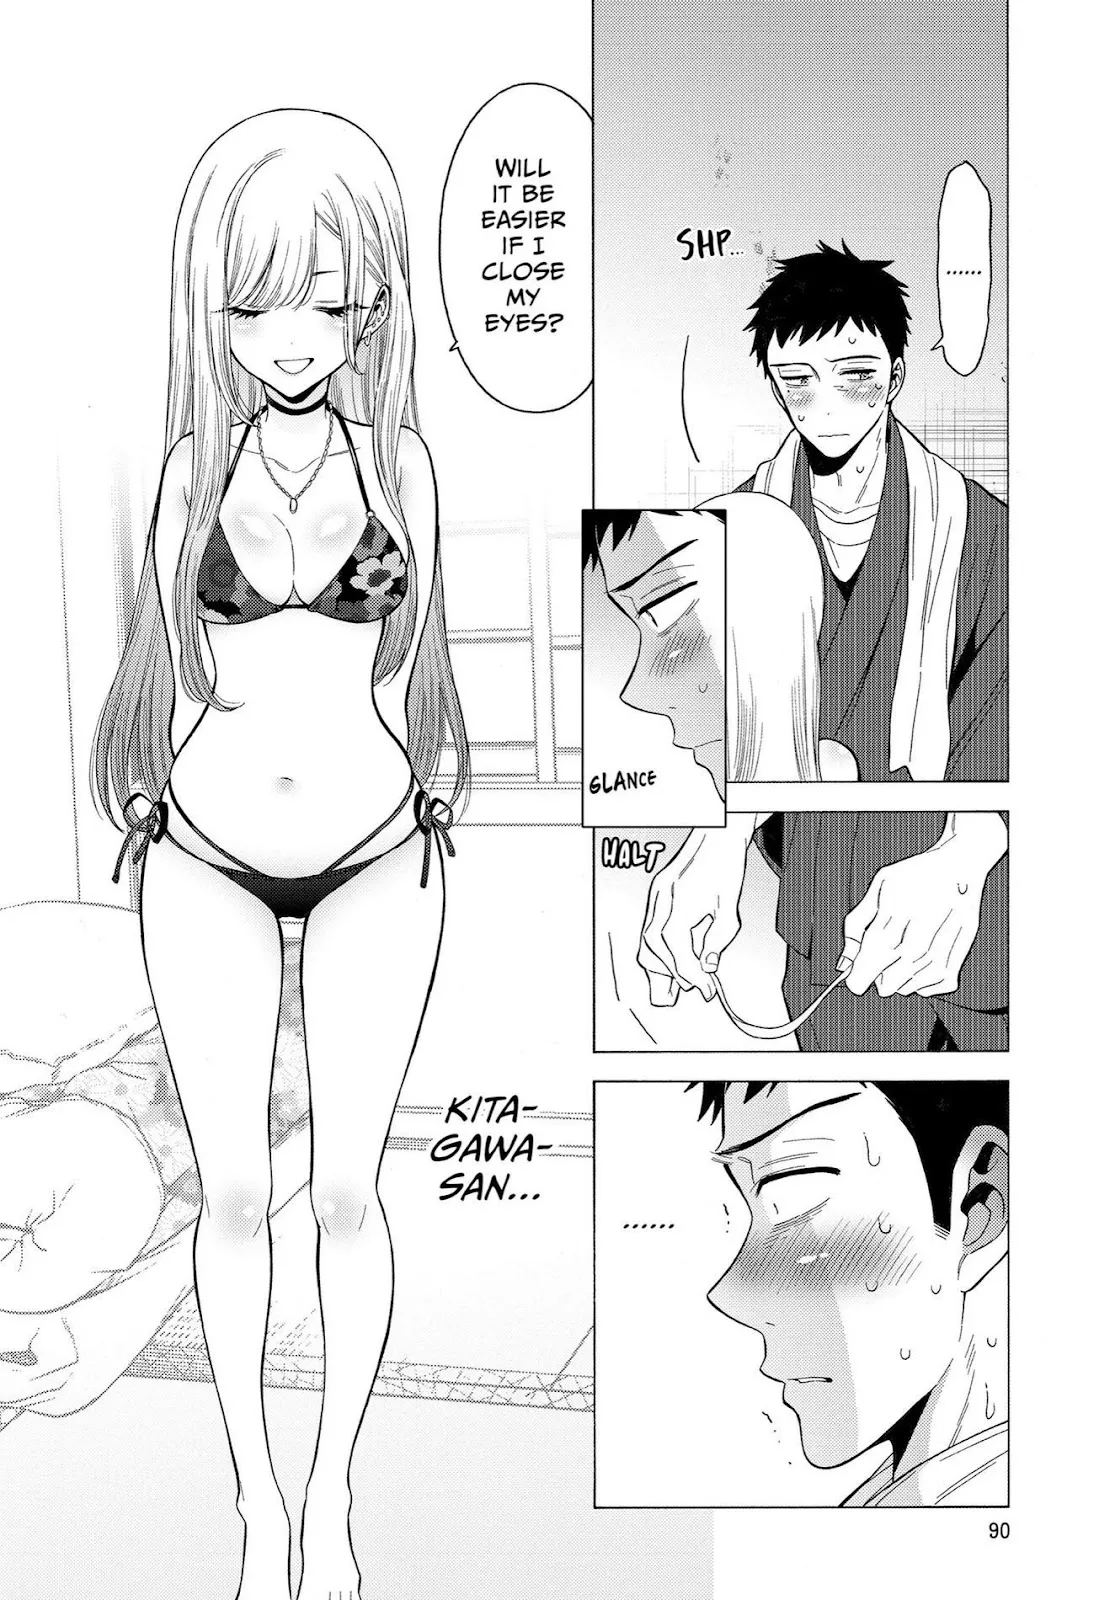 ......
SHP...
GLANCE
HALT
WILL
IT BE
EASIER
IF I
CLOSE
MY
EYES?
......
KITA-
GAWA-
SAN...
90